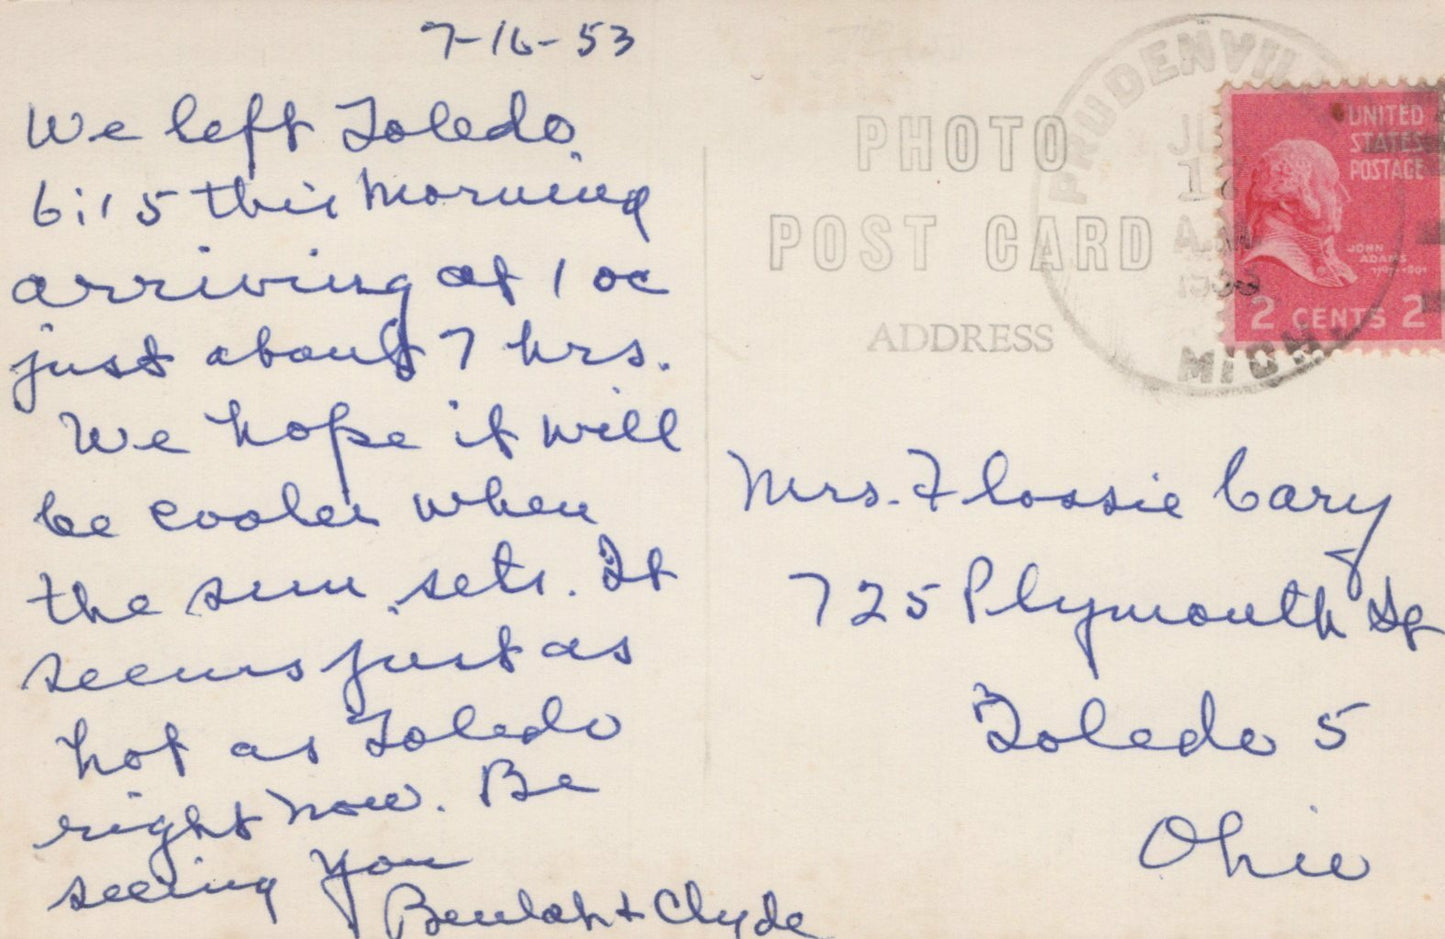 7-16-53
We left Toledo
6:15 this morning
arriving at 1 oc
just about 7 hrs.
We hope it will
be cooler when
the sun sets. It
seems just as
hot as Toledo
right now. Be
seeing you
Beulah + Clyde
PHOTO
POST CARD
ADDRESS
PRUDENVILLE
17
A.M
MICH.
UNITED
STATES
POSTAGE
JOHN
ADAMS
2 CENTS 2
Mrs. Flossie Cary
725 Plymouth St
Toledo 5
Ohio